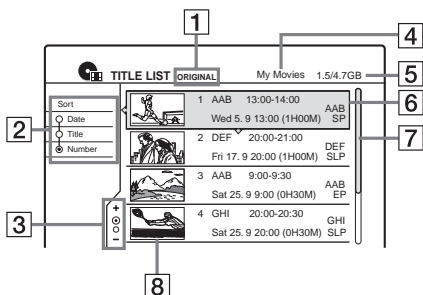 1
4
TITLE LIST ORIGINAL My Movies 1.5/4.7GB
5
6
7
2
Sort
Date
Title
Number
1 AAB 13:00-14:00 AAB
Wed 5. 9 13:00 (1H00M) SP
2 DEF 20:00-21:00 DEF
Fri 17. 9 20:00 (1H00M) SLP
3 AAB 9:00-9:30 AAB
Sat 25. 9 9:00 (0H30M) EP
4 GHI 20:00-20:30 GHI
Sat 25. 9 20:00 (0H30M) SLP
3
+
–
8